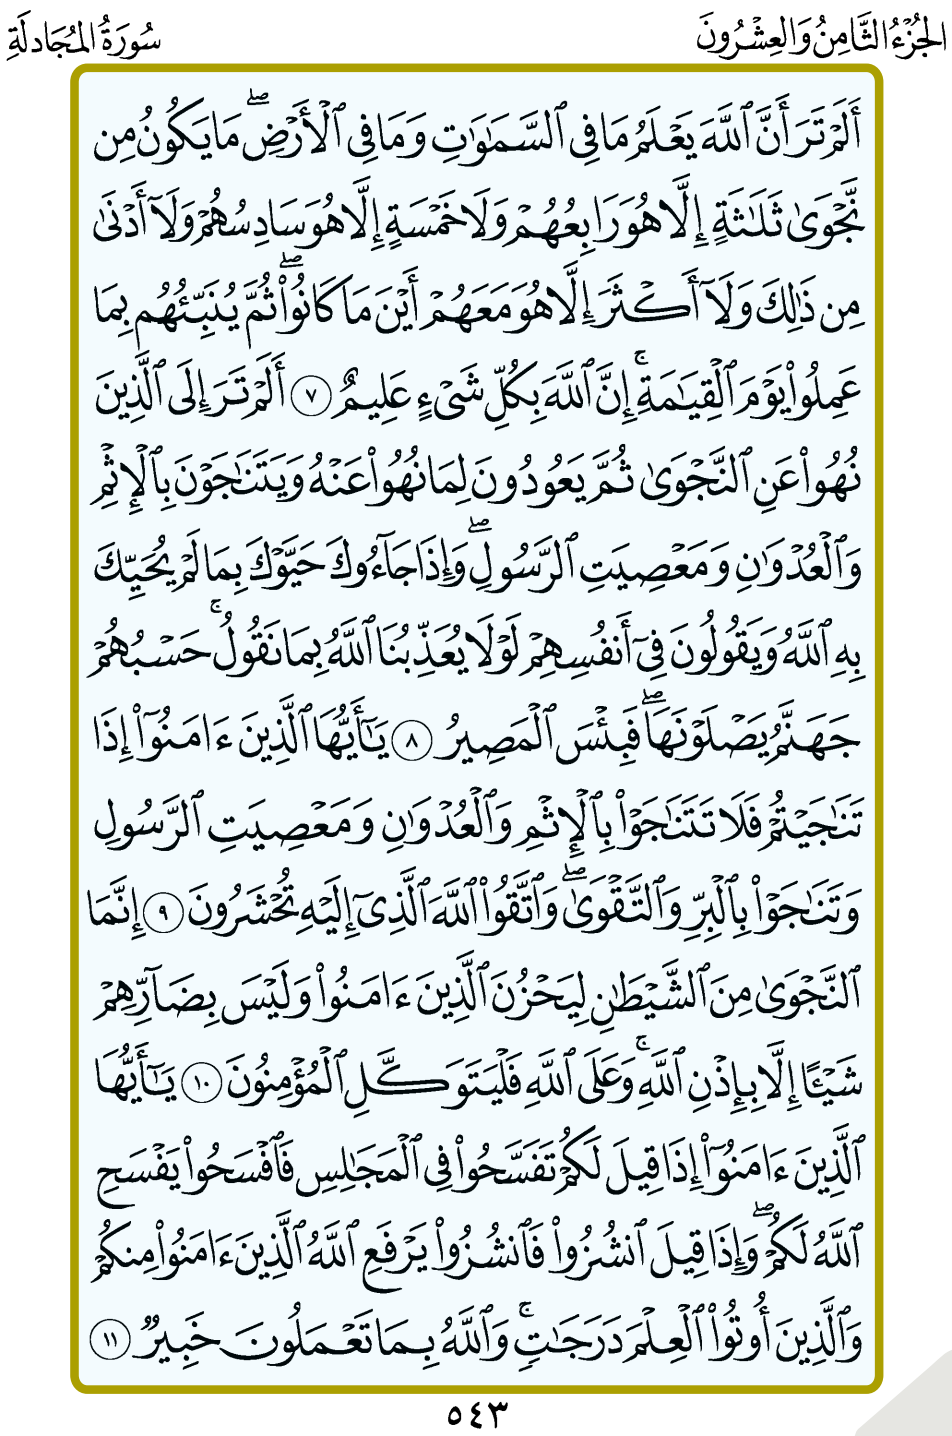 الجُزْءُ الثَّامِنُ وَالعِشْرُونَ
سُورَةُ المُجَادلَةِ
أَلَمْ تَرَ أَنَّ ٱللَّهَ يَعْلَمُ مَا فِى ٱلسَّمَـٰوَٰتِ وَمَا فِى ٱلْأَرْضِ ۖ مَا يَكُونُ مِن
نَّجْوَىٰ ثَلَـٰثَةٍ إِلَّا هُوَ رَابِعُهُمْ وَلَا خَمْسَةٍ إِلَّا هُوَ سَادِسُهُمْ وَلَآ أَدْنَىٰ
مِن ذَٰلِكَ وَلَآ أَكْثَرَ إِلَّا هُوَ مَعَهُمْ أَيْنَ مَا كَانُوا۟ ۖ ثُمَّ يُنَبِّئُهُم بِمَا
عَمِلُوا۟ يَوْمَ ٱلْقِيَـٰمَةِ ۚ إِنَّ ٱللَّهَ بِكُلِّ شَىْءٍ عَلِيمٌ ٧ أَلَمْ تَرَ إِلَى ٱلَّذِينَ
نُهُوا۟ عَنِ ٱلنَّجْوَىٰ ثُمَّ يَعُودُونَ لِمَا نُهُوا۟ عَنْهُ وَيَتَنَـٰجَوْنَ بِٱلْإِثْمِ
وَٱلْعُدْوَٰنِ وَمَعْصِيَتِ ٱلرَّسُولِ ۖ وَإِذَا جَآءُوكَ حَيَّوْكَ بِمَا لَمْ يُحَيِّكَ
بِهِ ٱللَّهُ وَيَقُولُونَ فِىٓ أَنفُسِهِمْ لَوْلَا يُعَذِّبُنَا ٱللَّهُ بِمَا نَقُولُ ۚ حَسْبُهُمْ
جَهَنَّمُ يَصْلَوْنَهَا ۖ فَبِئْسَ ٱلْمَصِيرُ ٨ يَـٰٓأَيُّهَا ٱلَّذِينَ ءَامَنُوٓا۟ إِذَا
تَنَـٰجَيْتُمْ فَلَا تَتَنَـٰجَوْا۟ بِٱلْإِثْمِ وَٱلْعُدْوَٰنِ وَمَعْصِيَتِ ٱلرَّسُولِ
وَتَنَـٰجَوْا۟ بِٱلْبِرِّ وَٱلتَّقْوَىٰ ۖ وَٱتَّقُوا۟ ٱللَّهَ ٱلَّذِىٓ إِلَيْهِ تُحْشَرُونَ ٩ إِنَّمَا
ٱلنَّجْوَىٰ مِنَ ٱلشَّيْطَـٰنِ لِيَحْزُنَ ٱلَّذِينَ ءَامَنُوا۟ وَلَيْسَ بِضَآرِّهِمْ
شَيْـًٔا إِلَّا بِإِذْنِ ٱللَّهِ ۚ وَعَلَى ٱللَّهِ فَلْيَتَوَكَّلِ ٱلْمُؤْمِنُونَ ١٠ يَـٰٓأَيُّهَا
ٱلَّذِينَ ءَامَنُوٓا۟ إِذَا قِيلَ لَكُمْ تَفَسَّحُوا۟ فِى ٱلْمَجَـٰلِسِ فَٱفْسَحُوا۟ يَفْسَحِ
ٱللَّهُ لَكُمْ ۖ وَإِذَا قِيلَ ٱنشُزُوا۟ فَٱنشُزُوا۟ يَرْفَعِ ٱللَّهُ ٱلَّذِينَ ءَامَنُوا۟ مِنكُمْ
وَٱلَّذِينَ أُوتُوا۟ ٱلْعِلْمَ دَرَجَـٰتٍ ۚ وَٱللَّهُ بِمَا تَعْمَلُونَ خَبِيرٌ ١١
٥٤٣